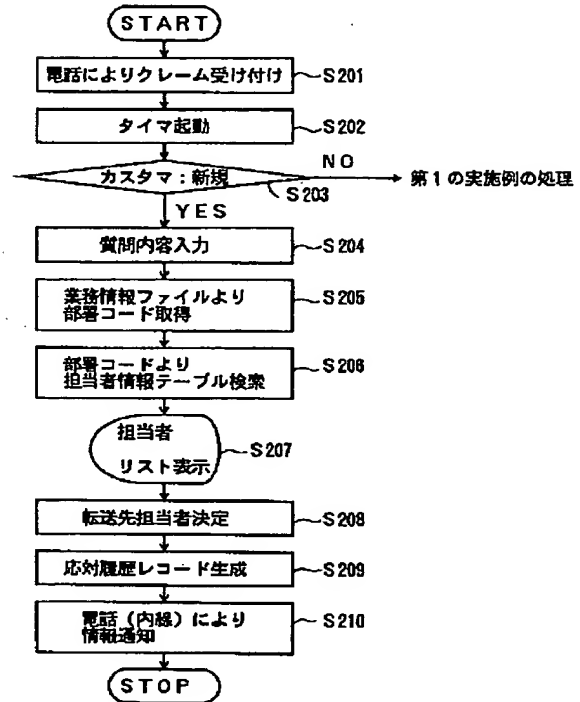 START
電話によりクレーム受け付け
S201
タイマ起動
S202
カスタマ：新規
NO
第1の実施例の処理
S203
YES
質問内容入力
S204
業務情報ファイルより
部署コード取得
S205
部署コードより
担当者情報テーブル検索
S206
担当者
リスト表示
S207
転送先担当者決定
S208
応対履歴レコード生成
S209
電話（内線）により
情報通知
S210
STOP